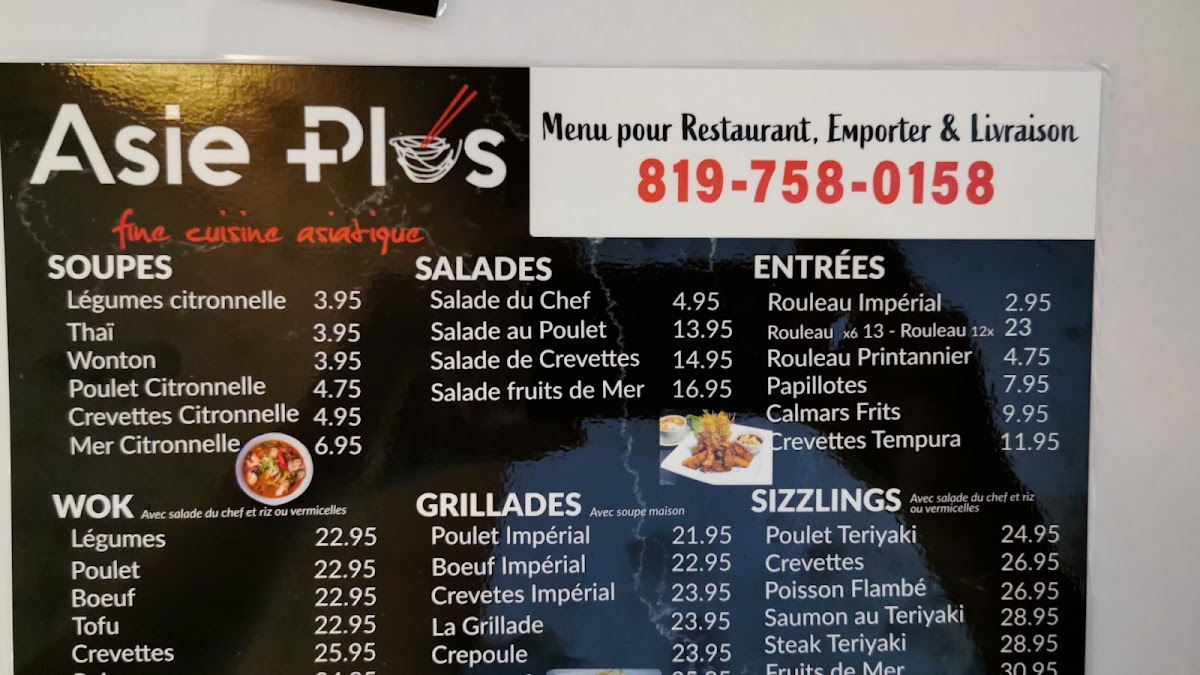 Asie Plus
fine cuisine asiatique
Menu pour Restaurant, Emporter & Livraison
819-758-0158
SOUPES
Légumes citronnelle 3.95
Thaï 3.95
Wonton 3.95
Poulet Citronnelle 4.75
Crevettes Citronnelle 4.95
Mer Citronnelle 6.95
SALADES
Salade du Chef 4.95
Salade au Poulet 13.95
Salade de Crevettes 14.95
Salade fruits de Mer 16.95
ENTRÉES
Rouleau Impérial 2.95
Rouleau x6 13 - Rouleau 12x 23
Rouleau Printannier 4.75
Papillotes 7.95
Calmars Frits 9.95
Crevettes Tempura 11.95
WOK Avec salade du chef et riz ou vermicelles
Légumes 22.95
Poulet 22.95
Boeuf 22.95
Tofu 22.95
Crevettes 25.95
GRILLADES Avec soupe maison
Poulet Impérial 21.95
Boeuf Impérial 22.95
Crevetes Impérial 23.95
La Grillade 23.95
Crepoule 23.95
SIZZLINGS Avec salade du chef et riz
ou vermicelles
Poulet Teriyaki 24.95
Crevettes 26.95
Poisson Flambé 26.95
Saumon au Teriyaki 28.95
Steak Teriyaki 28.95
Fruits de Mer 30.95